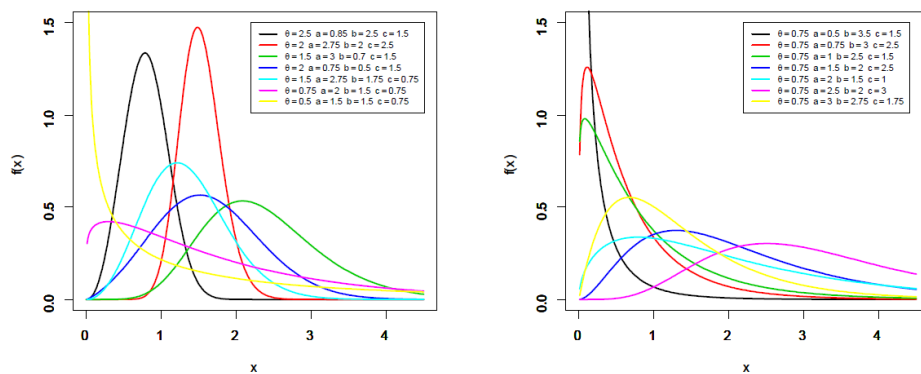 1.5
1.0
0.5
0.0
f(x)
θ=2.5 a=0.85 b=2.5 c=1.5
θ=2 a=2.75 b=2 c=2.5
θ=1.5 a=3 b=0.7 c=1.5
θ=2 a=0.75 b=0.5 c=1.5
θ=1.5 a=2.75 b=1.75 c=0.75
θ=0.75 a=2 b=1.5 c=0.75
θ=0.5 a=1.5 b=1.5 c=0.75
0 1 2 3 4
x
1.5
1.0
0.5
0.0
f(x)
θ=0.75 a=0.5 b=3.5 c=1.5
θ=0.75 a=0.75 b=3 c=2.5
θ=0.75 a=1 b=2.5 c=1.5
θ=0.75 a=1.5 b=2 c=2.5
θ=0.75 a=2 b=1.5 c=1
θ=0.75 a=2.5 b=2 c=3
θ=0.75 a=3 b=2.75 c=1.75
0 1 2 3 4
x